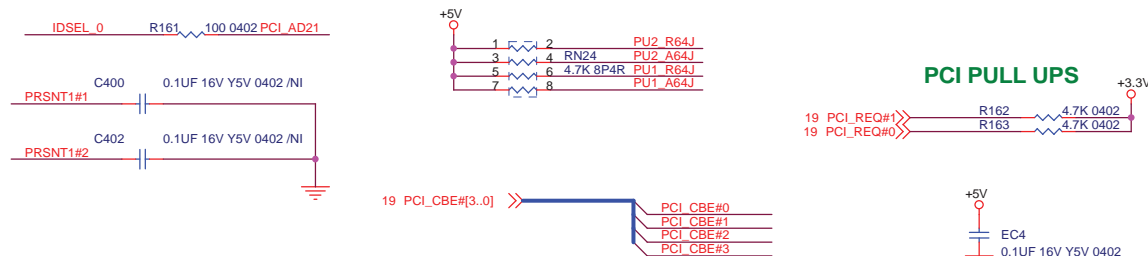 IDSEL_0 R161 100 0402 PCI_AD21
C400 0.1UF 16V Y5V 0402 /NI
PRSNT1#1
C402 0.1UF 16V Y5V 0402 /NI
PRSNT1#2
+5V
1 2 PU2_R64J
3 RN24 4 PU2_A64J
5 4.7K 8P4R 6 PU1_R64J
7 8 PU1_A64J
PCI PULL UPS
+3.3V
19 PCI_REQ#1 R162 4.7K 0402
19 PCI_REQ#0 R163 4.7K 0402
19 PCI_CBE#[3..0]
PCI_CBE#0
PCI_CBE#1
PCI_CBE#2
PCI_CBE#3
+5V
EC4
0.1UF 16V Y5V 0402